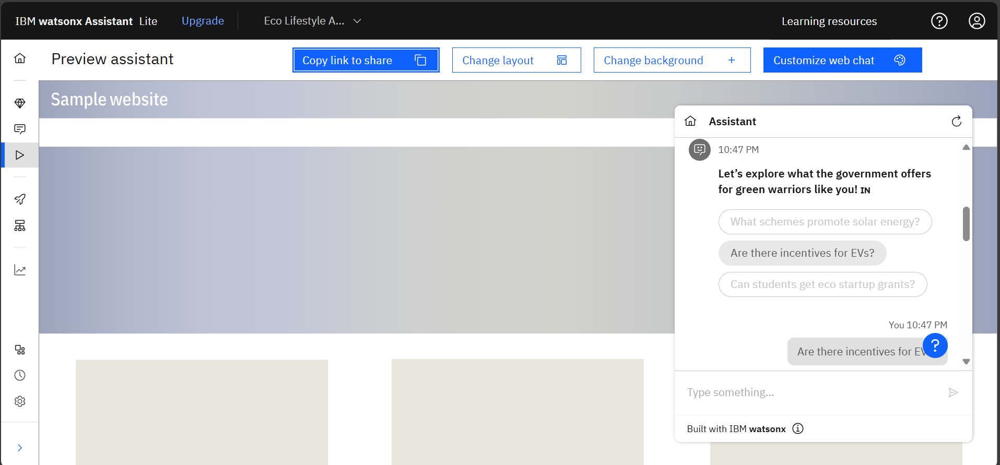 IBM watsonx Assistant Lite
Upgrade
Eco Lifestyle A...
Learning resources
Preview assistant
Copy link to share
Change layout
Change background
Customize web chat
Sample website
Assistant
10:47 PM
Let’s explore what the government offers
for green warriors like you! IN
What schemes promote solar energy?
Are there incentives for EVs?
Can students get eco startup grants?
You 10:47 PM
Are there incentives for
?
Type something...
Built with IBM watsonx